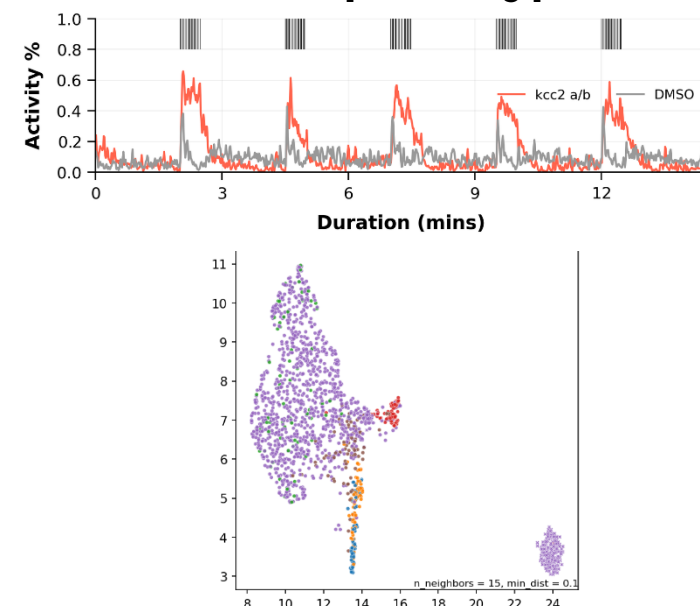 1.0
0.8
0.6
0.4
0.2
0.0
Activity %
kcc2 a/b DMSO
0 3 6 9 12
Duration (mins)
11
10
9
8
7
6
5
4
3
n_neighbors = 15, min_dist = 0.1
8 10 12 14 16 18 20 22 24